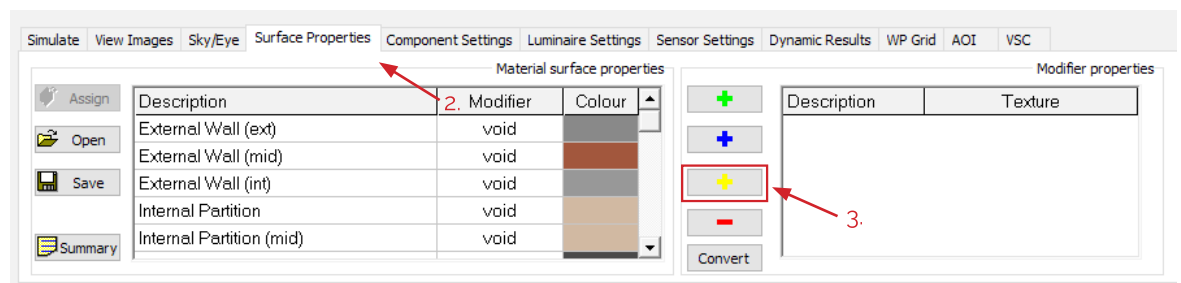 Simulate View Images Sky/Eye Surface Properties Component Settings Luminaire Settings Sensor Settings Dynamic Results WP Grid AOI VSC
Material surface properties
Modifier properties
Assign
Open
Save
Summary
Description Modifier Colour
External Wall (ext) void
External Wall (mid) void
External Wall (int) void
Internal Partition void
Internal Partition (mid) void
2.
Convert
3.
Description Texture